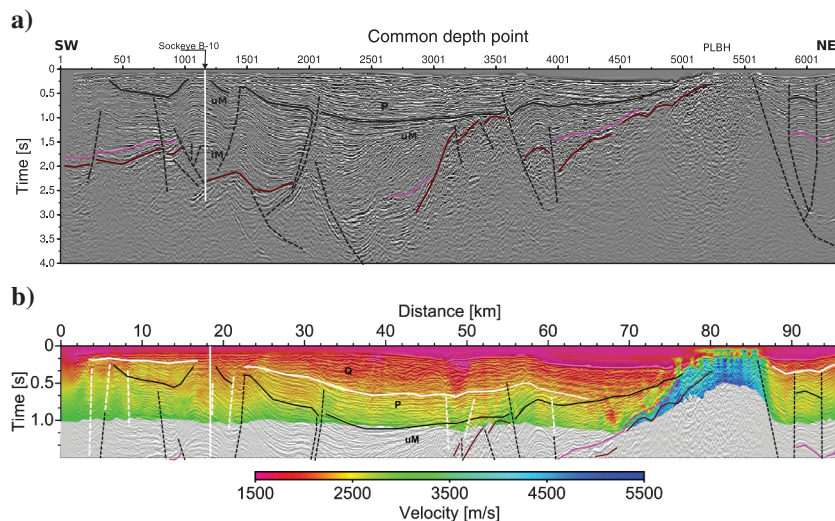 a)
Common depth point
SW Sockeye B-10 PLBH NE
1 501 1001 1501 2001 2501 3001 3501 4001 4501 5001 5501 6001
0
0.5
1.0
1.5
2.0
2.5
3.0
3.5
4.0
Time [s]
uM
P
uM
lM
b)
Distance [km]
0 10 20 30 40 50 60 70 80 90
0
0.5
1.0
Time [s]
Q
P
uM
1500 2500 3500 4500 5500
Velocity [m/s]